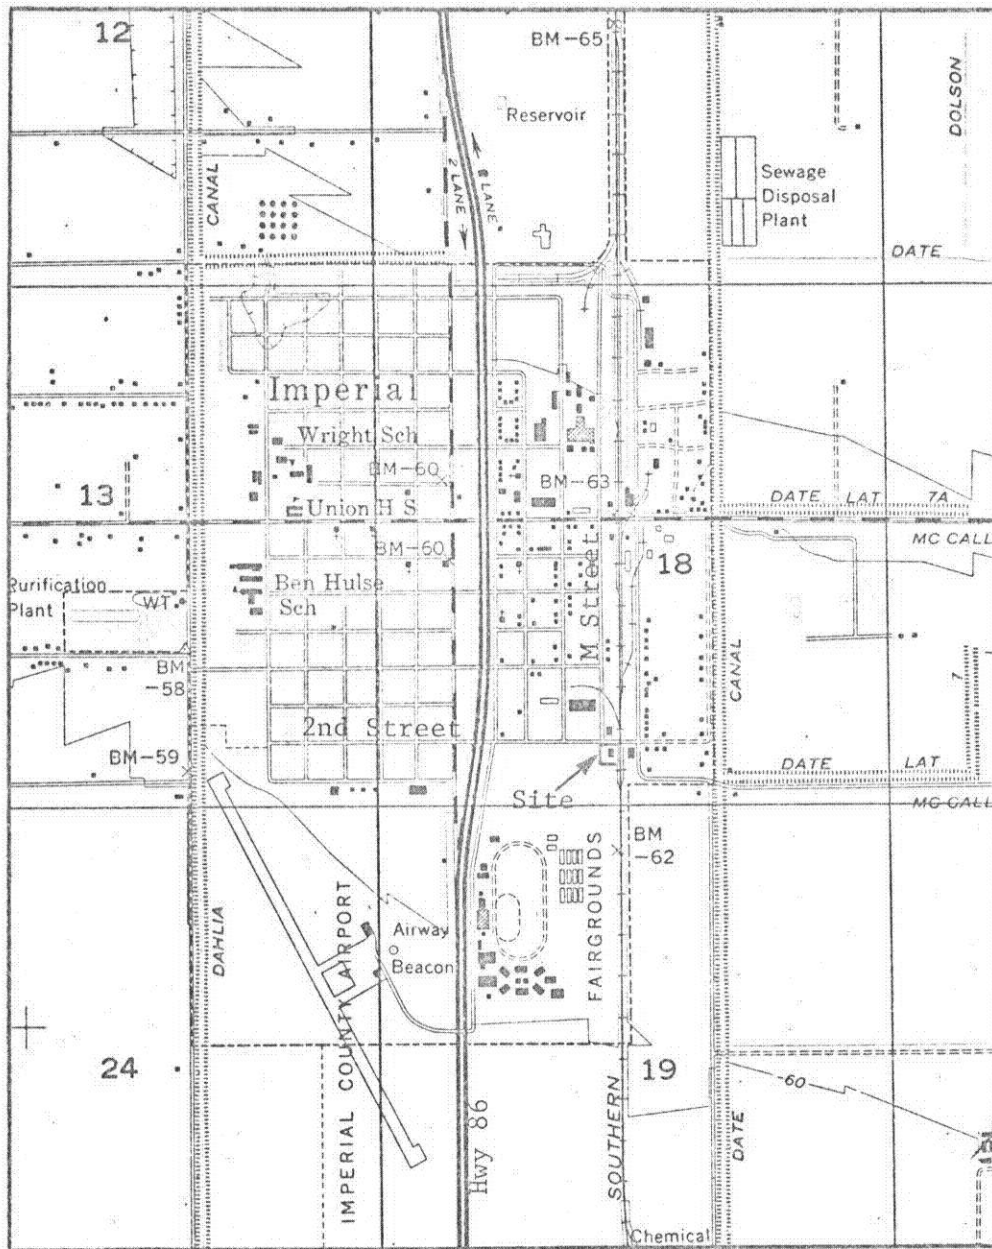 12
BM-65
Reservoir
DOLSON
CANAL
2 LANE
LANE
Sewage
Disposal
Plant
DATE
Imperial
Wright Sch
BM-60
BM-63
13
Union H S
DATE LAT 7A
MC CALL
BM-60
M Street
18
Rurification
Plant
WT
Ben Hulse
Sch
BM
-58
CANAL
7
2nd Street
BM-59
DATE LAT
MC CALL
Site
BM
-62
FAIRGROUNDS
DAHLIA
IMPERIAL COUNTY AIRPORT
Airway
Beacon
24
19
-60
Hwy 86
SOUTHERN
DATE
Chemical